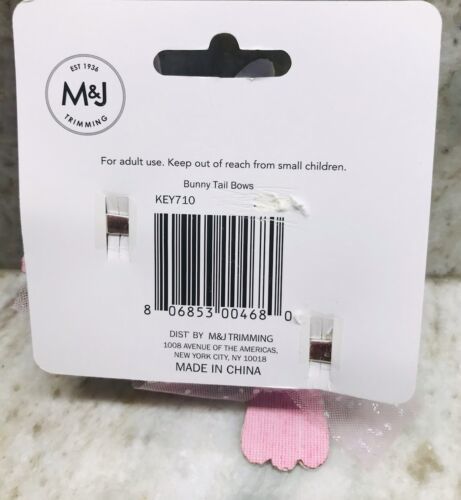 EST 1936
M&J
TRIMMING
For adult use. Keep out of reach from small children.
Bunny Tail Bows
KEY710
8 06853 00468 0
DIST' BY M&J TRIMMING
1008 AVENUE OF THE AMERICAS,
NEW YORK CITY, NY 10018
MADE IN CHINA